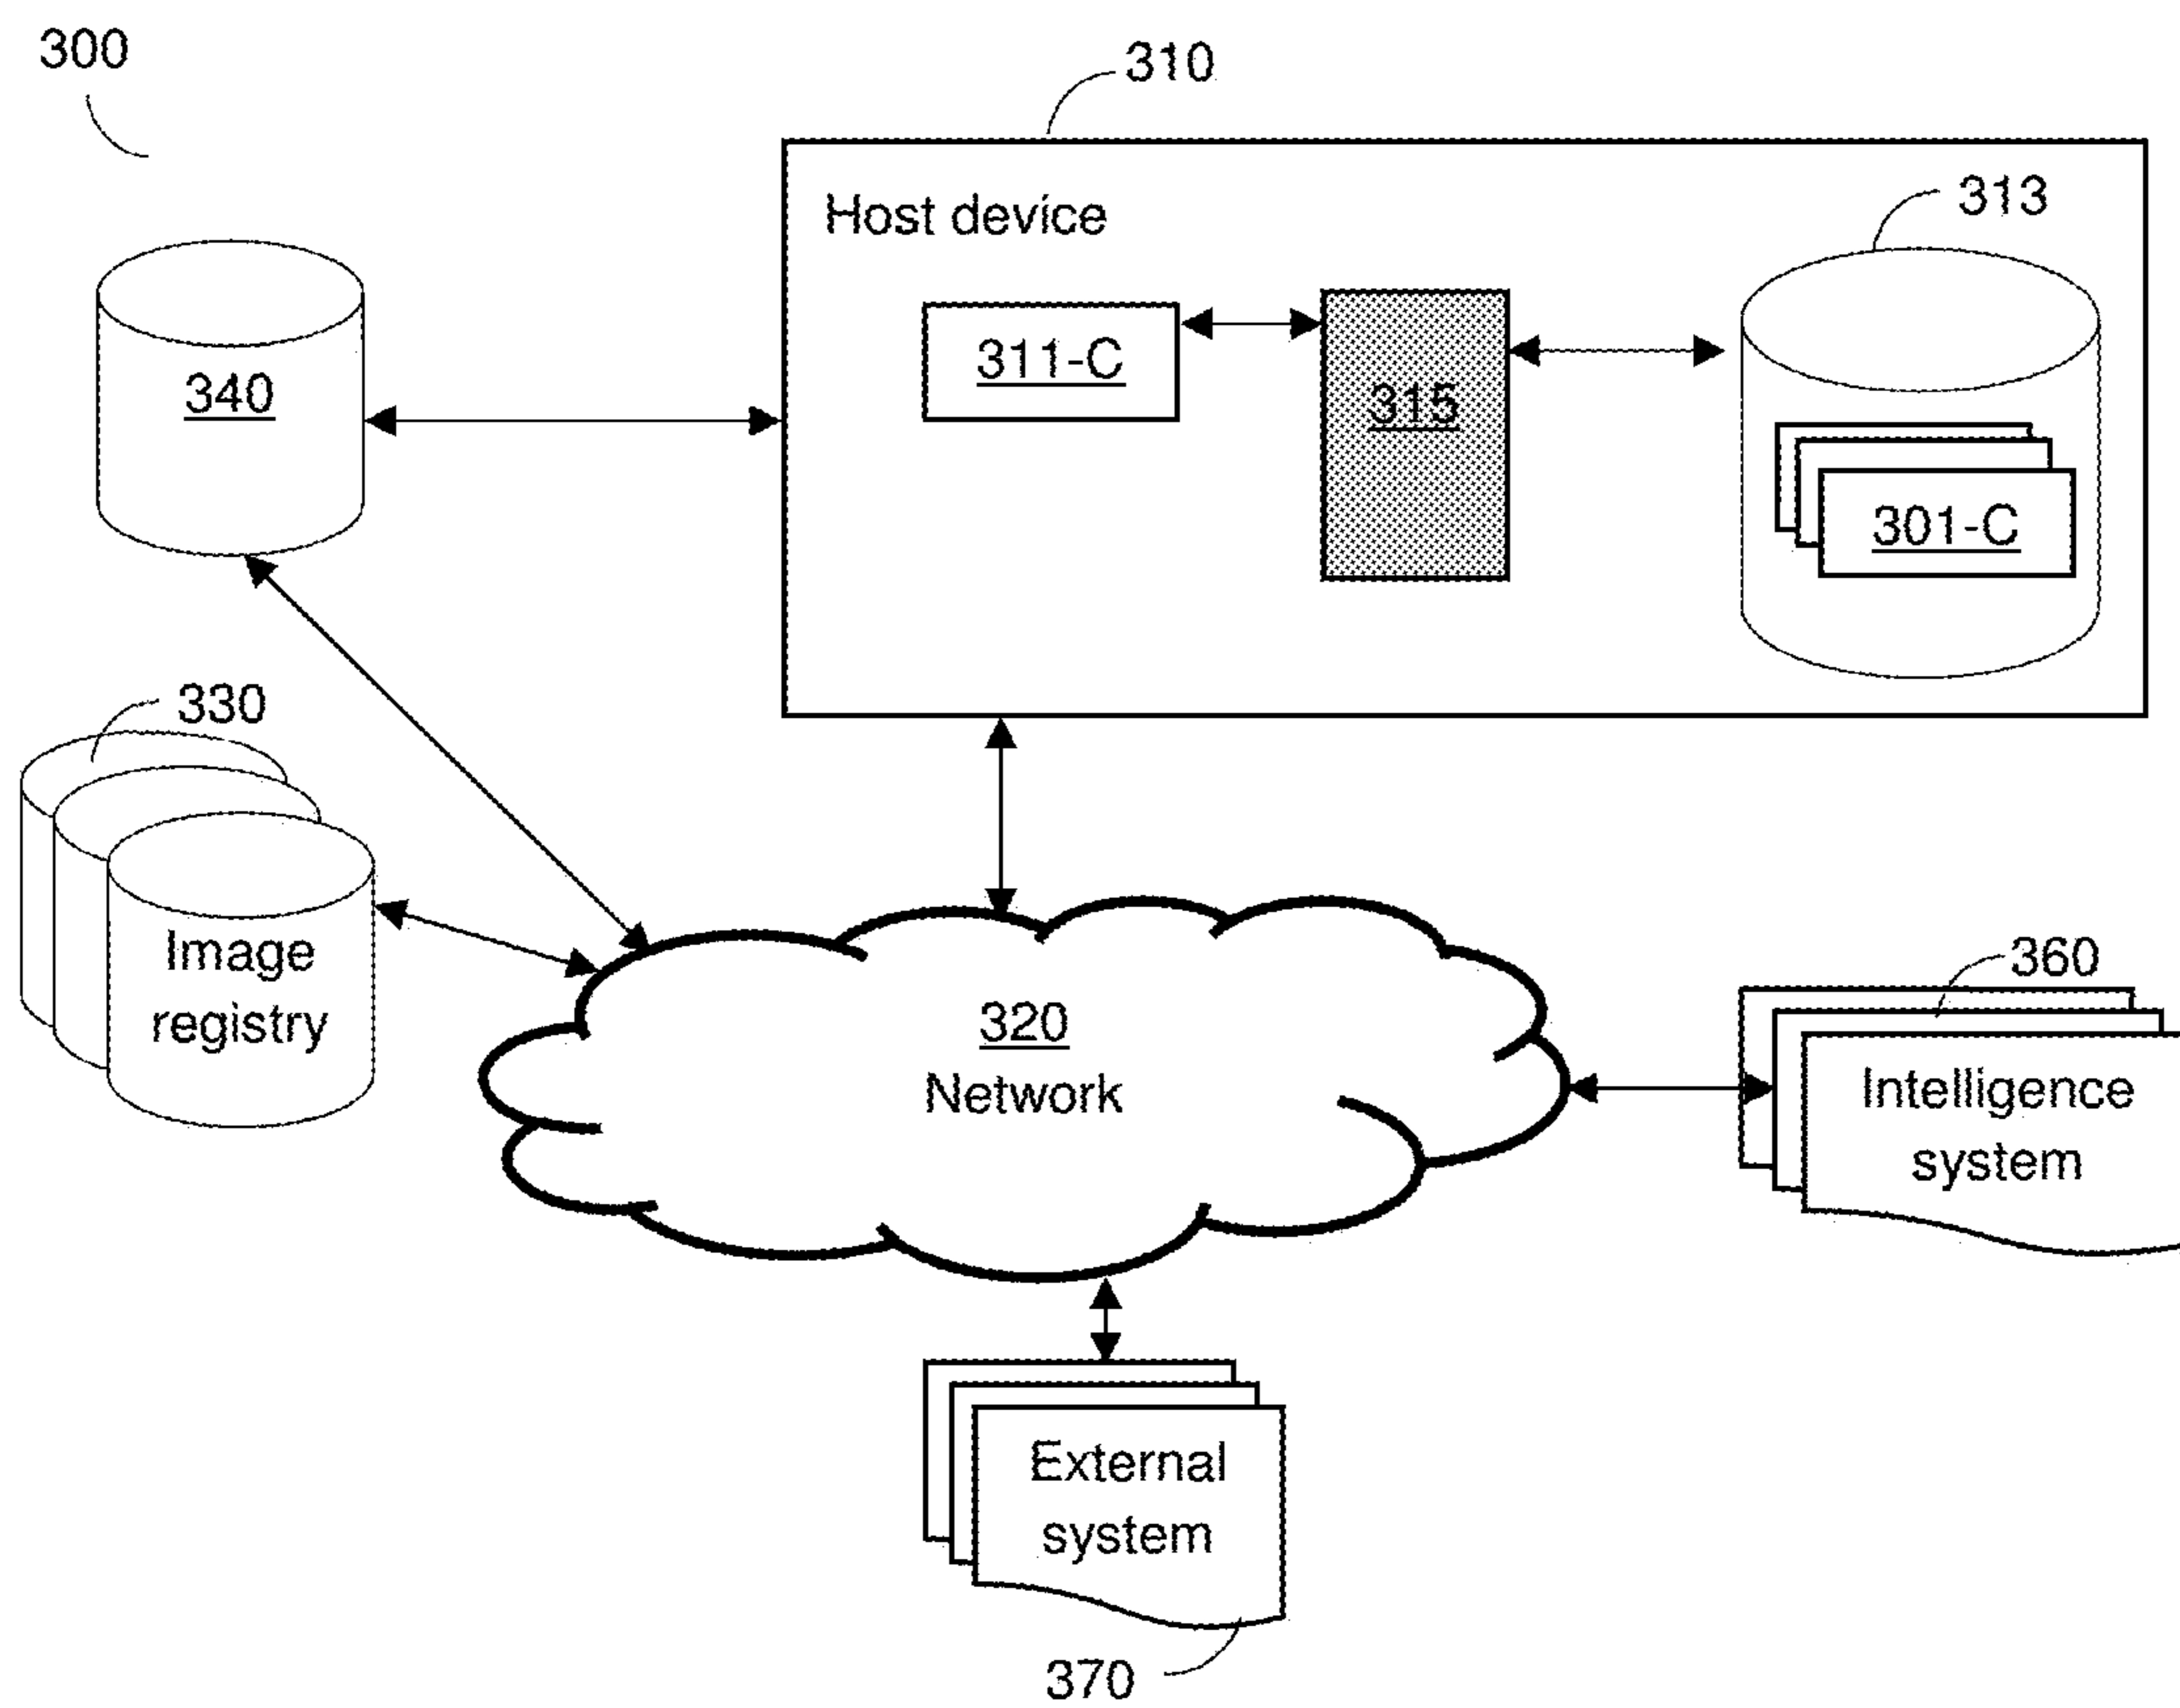 300
310
Host device
313
311-C
315
340
301-C
330
Image
registry
320
Network
360
Intelligence
system
External
system
370